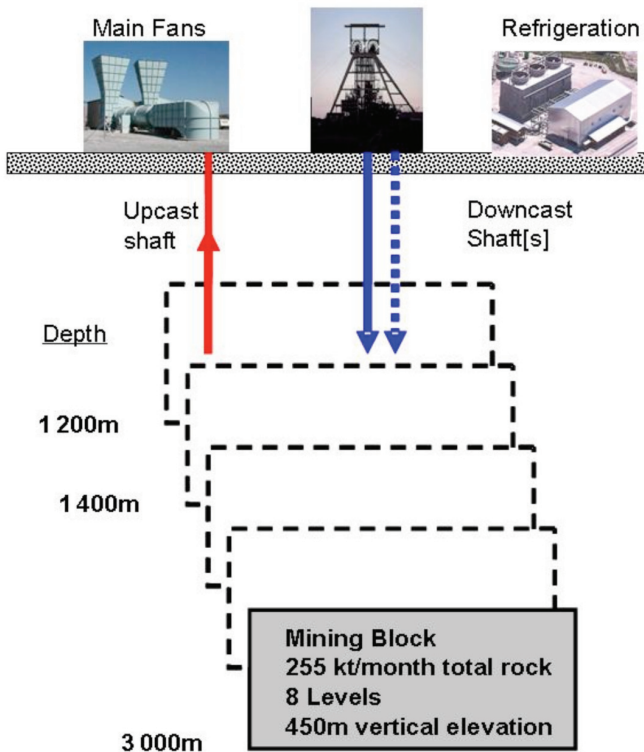 Main Fans
Refrigeration
Upcast
shaft
Downcast
Shaft[s]
Depth
1 200m
1 400m
Mining Block
255 kt/month total rock
8 Levels
450m vertical elevation
3 000m